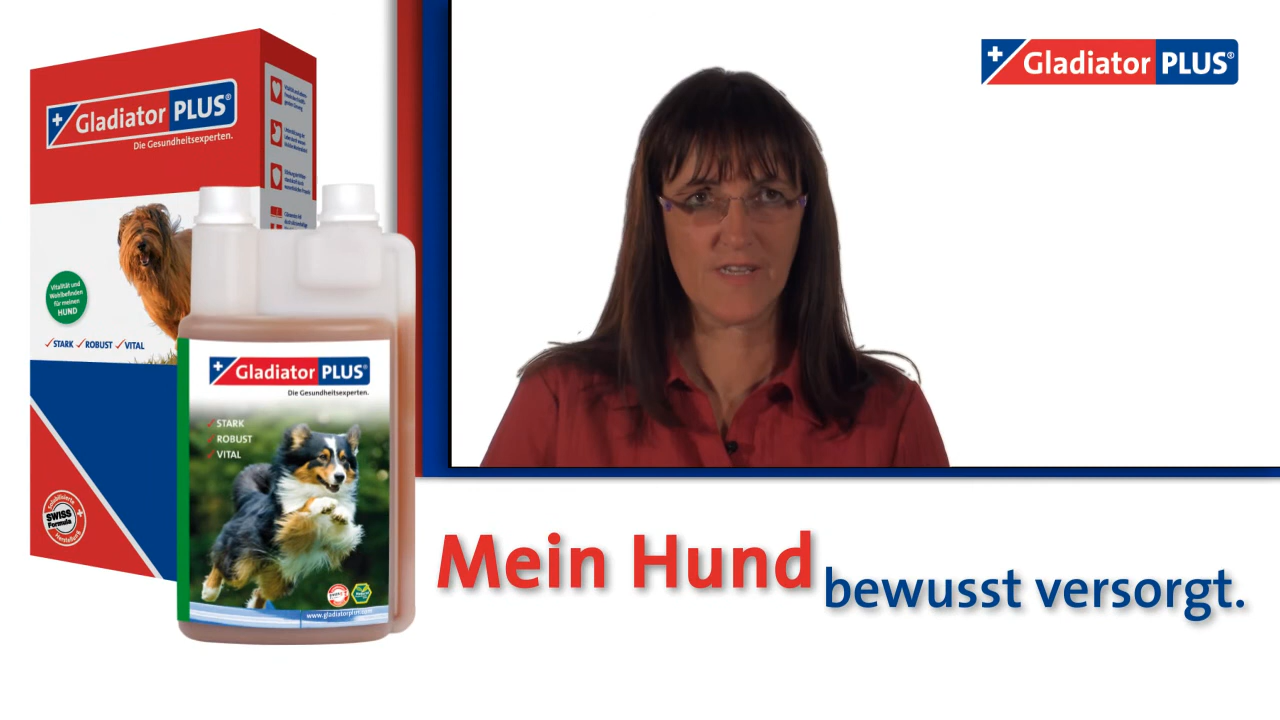 Gladiator PLUS®
Die Gesundheitsexperten.
Vitalität und
Wohlbefinden
für meinen
HUND
✓STARK ✓ROBUST ✓VITAL
SWISS
Formula
Herstellung
Gladiator PLUS®
Die Gesundheitsexperten.
✓STARK
✓ROBUST
✓VITAL
www.gladiatorplus.com
Gladiator PLUS®
Mein Hund
bewusst versorgt.